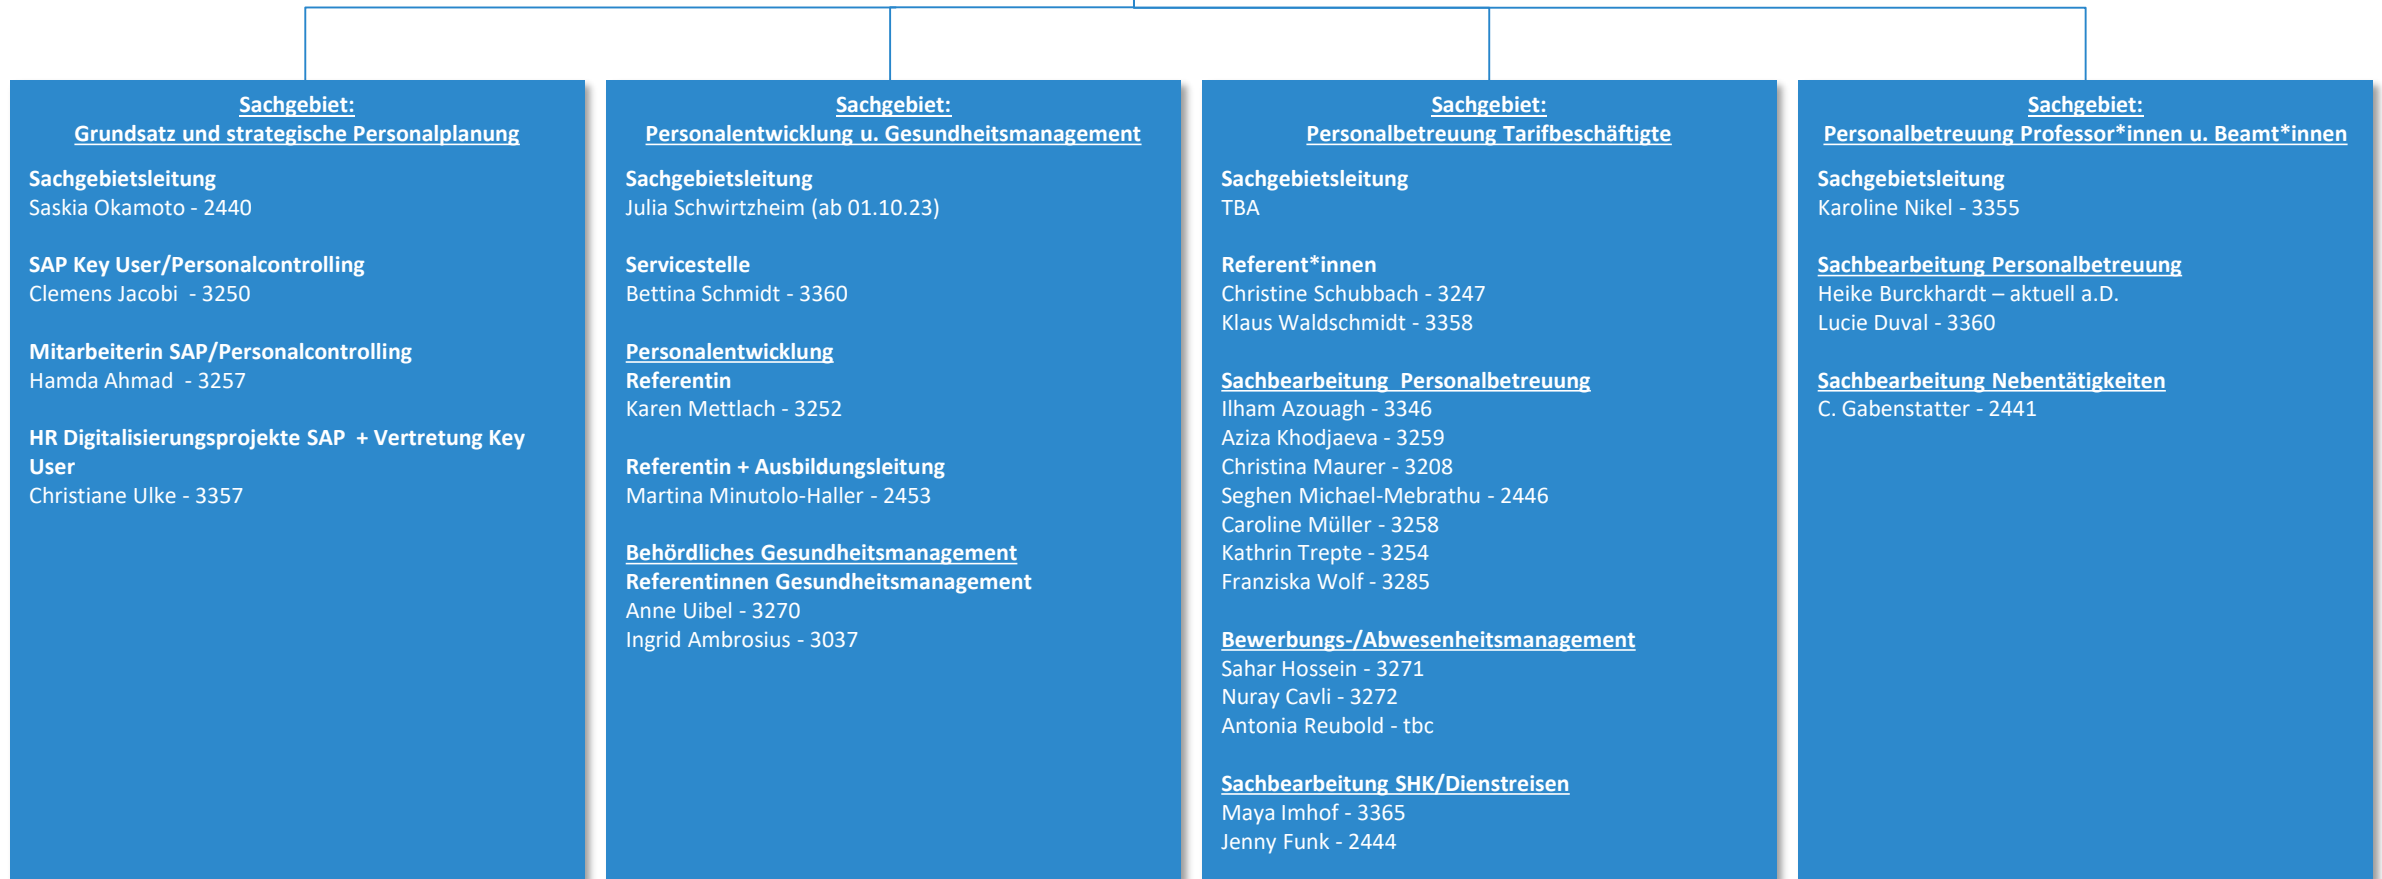 Sachgebiet:
Grundsatz und strategische Personalplanung
Sachgebietsleitung
Saskia Okamoto - 2440
SAP Key User/Personalcontrolling
Clemens Jacobi - 3250
Mitarbeiterin SAP/Personalcontrolling
Hamda Ahmad - 3257
HR Digitalisierungsprojekte SAP + Vertretung Key
User
Christiane Ulke - 3357
Sachgebiet:
Personalentwicklung u. Gesundheitsmanagement
Sachgebietsleitung
Julia Schwirtzheim (ab 01.10.23)
Servicestelle
Bettina Schmidt - 3360
Personalentwicklung
Referentin
Karen Mettlach - 3252
Referentin + Ausbildungsleitung
Martina Minutolo-Haller - 2453
Behördliches Gesundheitsmanagement
Referentinnen Gesundheitsmanagement
Anne Uibel - 3270
Ingrid Ambrosius - 3037
Sachgebiet:
Personalbetreuung Tarifbeschäftigte
Sachgebietsleitung
TBA
Referent*innen
Christine Schubbach - 3247
Klaus Waldschmidt - 3358
Sachbearbeitung Personalbetreuung
Ilham Azouagh - 3346
Aziza Khodjaeva - 3259
Christina Maurer - 3208
Seghen Michael-Mebrathu - 2446
Caroline Müller - 3258
Kathrin Trepte - 3254
Franziska Wolf - 3285
Bewerbungs-/Abwesenheitsmanagement
Sahar Hossein - 3271
Nuray Cavli - 3272
Antonia Reubold - tbc
Sachbearbeitung SHK/Dienstreisen
Maya Imhof - 3365
Jenny Funk - 2444
Sachgebiet:
Personalbetreuung Professor*innen u. Beamt*innen
Sachgebietsleitung
Karoline Nikel - 3355
Sachbearbeitung Personalbetreuung
Heike Burckhardt – aktuell a.D.
Lucie Duval - 3360
Sachbearbeitung Nebentätigkeiten
C. Gabenstatter - 2441